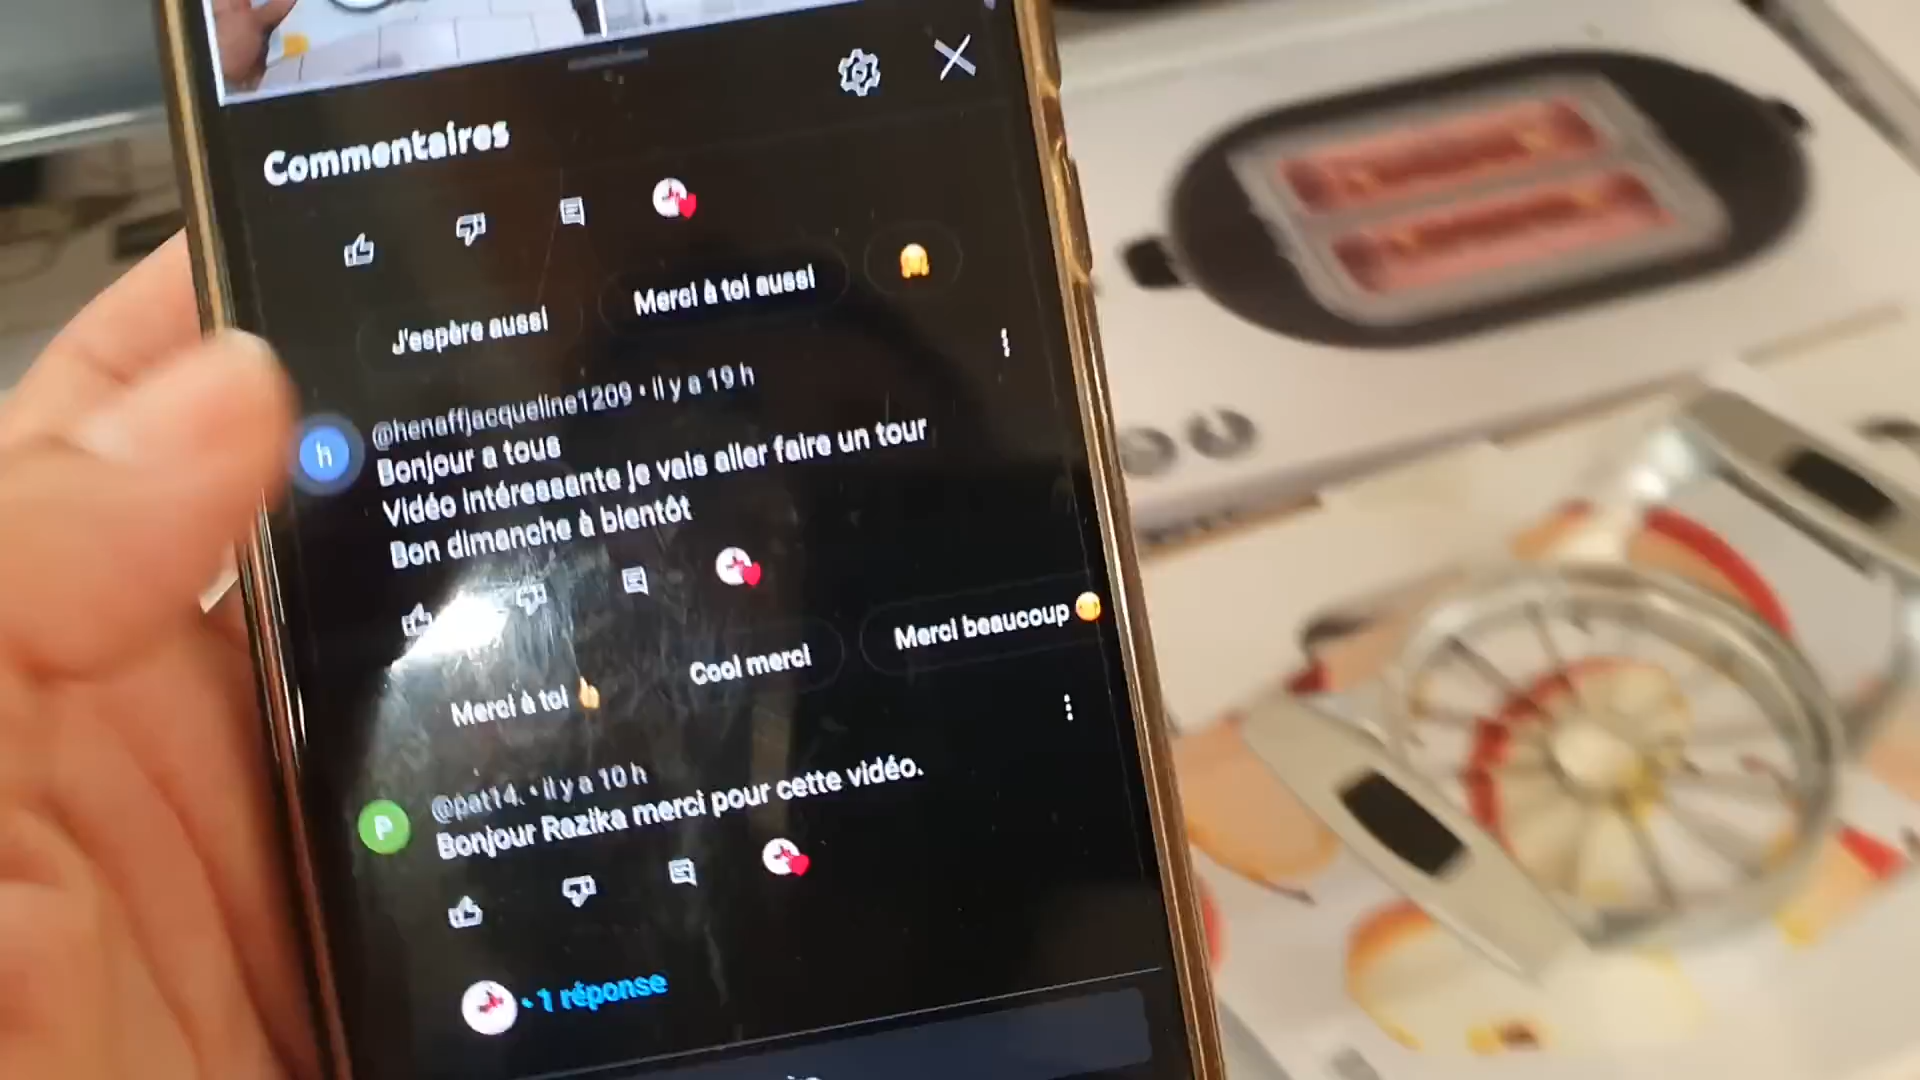 Commentaires
J'espère aussi
Merci à toi aussi
@henaffjacqueline1209 • il y a 19 h
Bonjour a tous
Vidéo intéressante je vais aller faire un tour
Bon dimanche à bientôt
Merci à toi 👆
Cool merci
Merci beaucoup
@pat14. • il y a 10 h
Bonjour Razika merci pour cette vidéo.
• 1 réponse